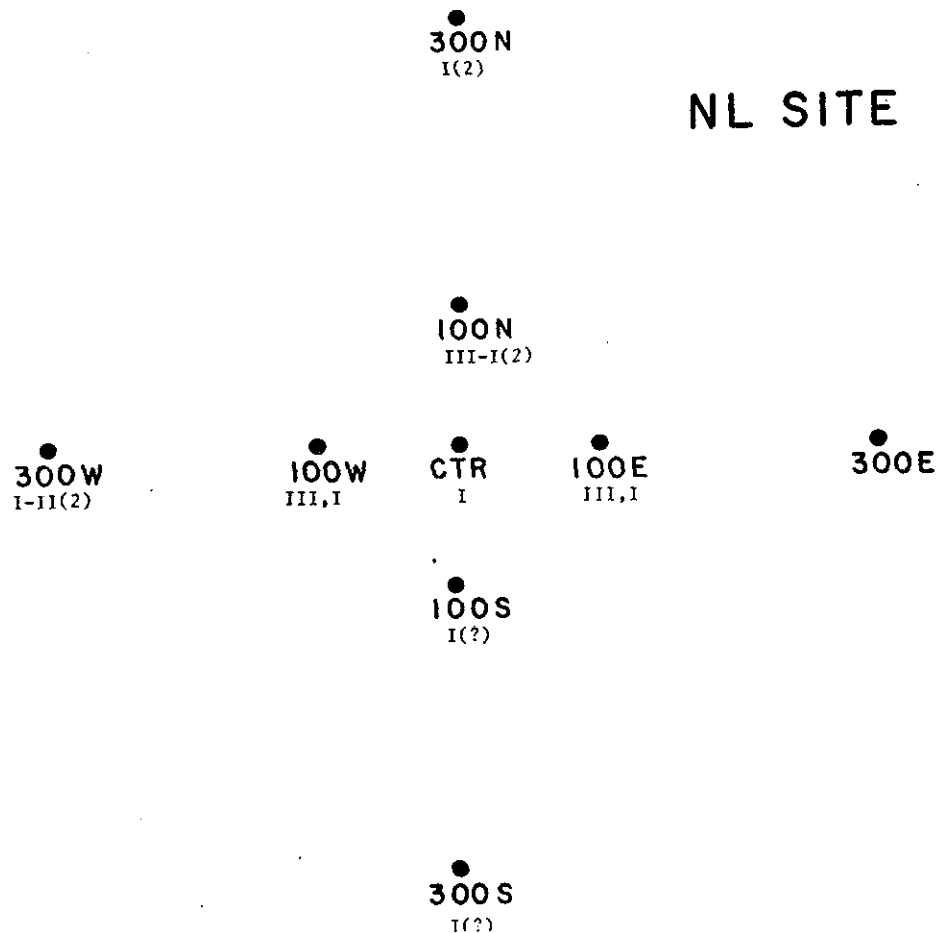 300N
I(2)
NL SITE
100N
III-I(2)
300W
I-II(2)
100W
III,I
CTR
I
100E
III,I
300E
100S
I(?)
300S
I(?)